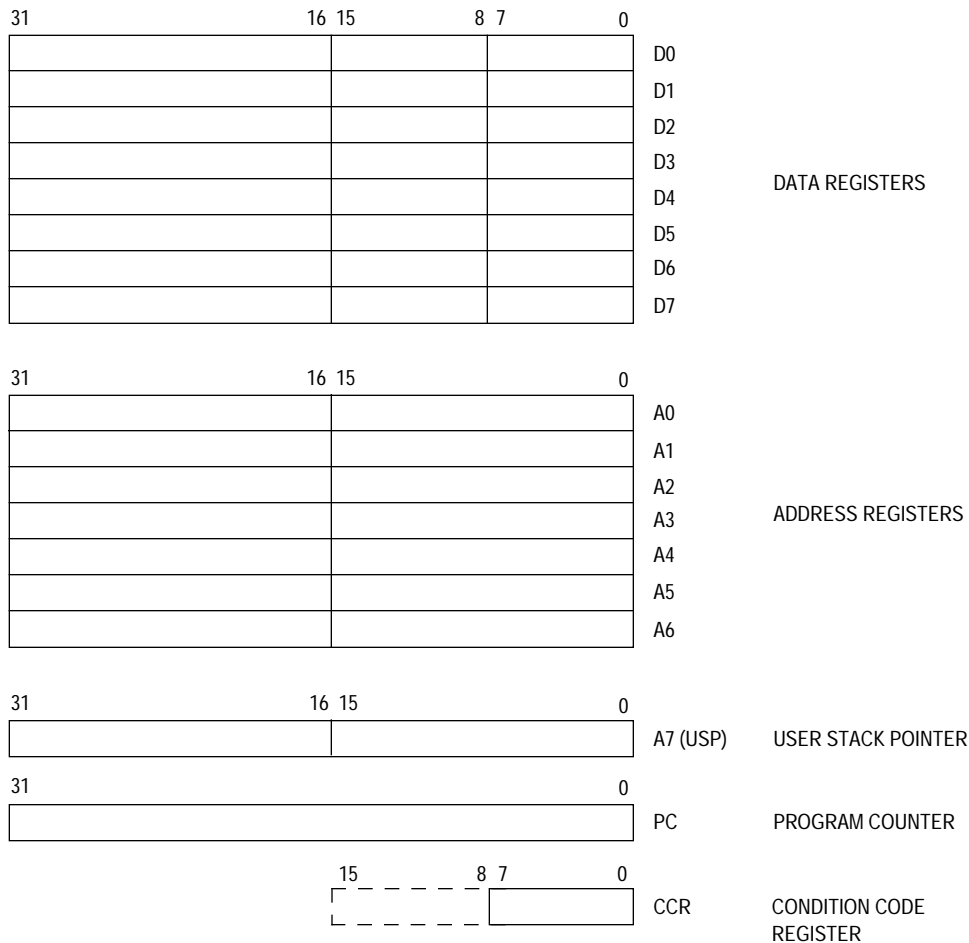 31 16 15 8 7 0
D0
D1
D2
D3
D4
D5
D6
D7
DATA REGISTERS
31 16 15 0
A0
A1
A2
A3
A4
A5
A6
ADDRESS REGISTERS
31 16 15 0
A7 (USP) USER STACK POINTER
31 0
PC PROGRAM COUNTER
15 8 7 0
CCR CONDITION CODE
REGISTER